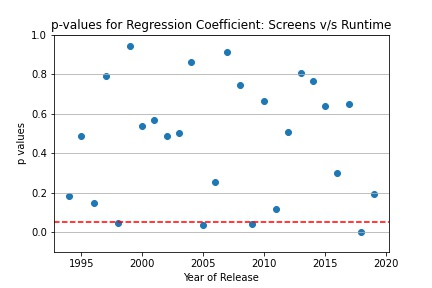 p-values for Regression Coefficient: Screens v/s Runtime
1.0
0.8
0.6
0.4
0.2
0.0
p values
1995 2000 2005 2010 2015 2020
Year of Release